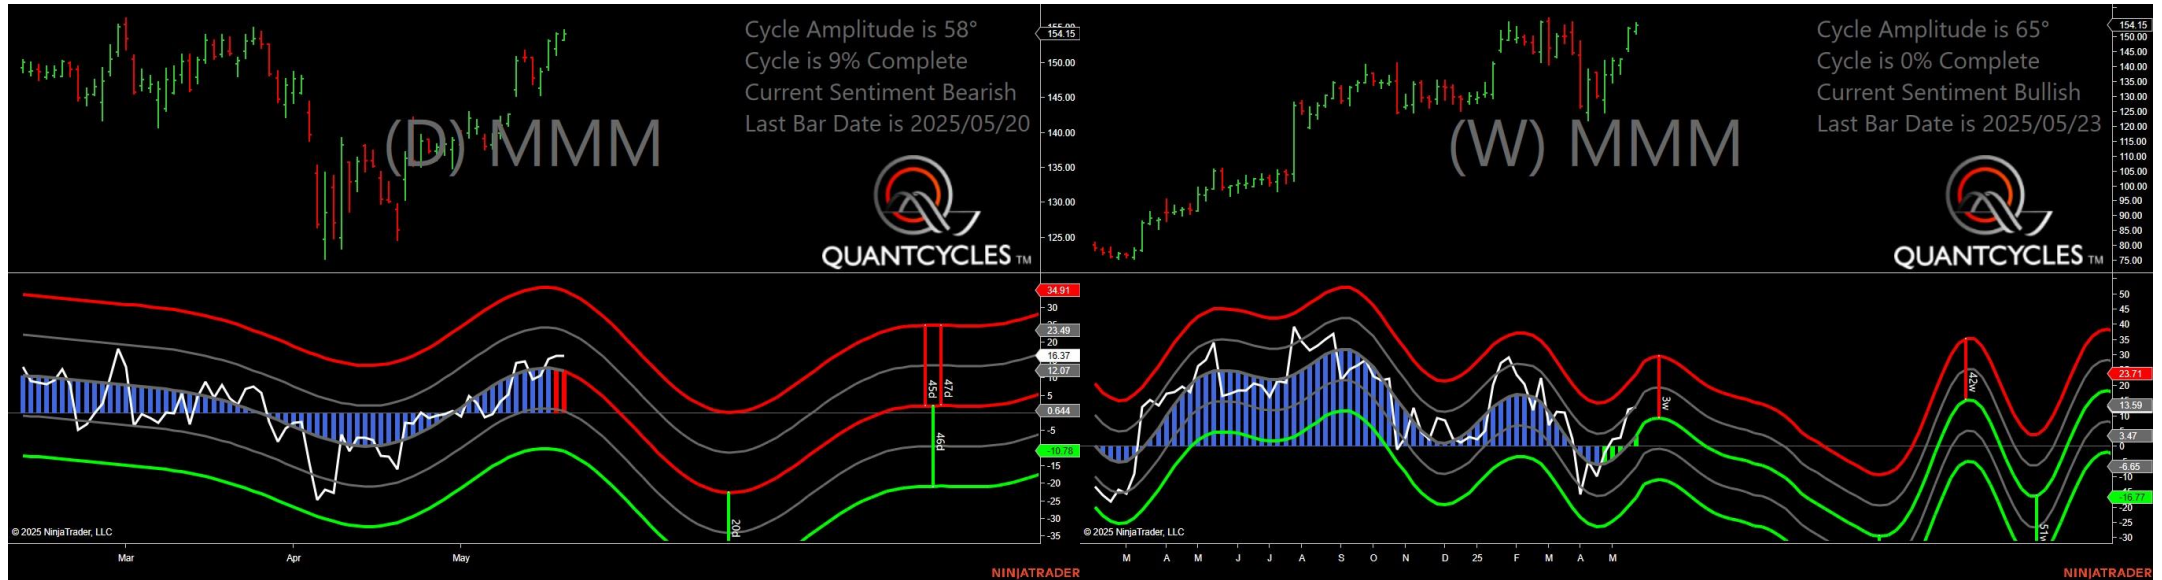 Cycle Amplitude is 58°
Cycle is 9% Complete
Current Sentiment Bearish
Last Bar Date is 2025/05/20
(D) MMM
QUANTCYCLES TM
154.15
150.00
145.00
140.00
135.00
130.00
125.00
34.91
30
23.49
16.37
12.07
5
0.644
-5
-10.78
-15
-20
-25
-30
-35
45d
47d
46d
20d
© 2025 NinjaTrader, LLC
Mar
Apr
May
NINJATRADER
Cycle Amplitude is 65°
Cycle is 0% Complete
Current Sentiment Bullish
Last Bar Date is 2025/05/23
(W) MMM
QUANTCYCLES TM
154.15
150.00
145.00
140.00
135.00
130.00
125.00
120.00
115.00
110.00
105.00
100.00
95.00
90.00
85.00
80.00
75.00
50
45
40
35
30
23.71
20
13.59
3.47
0
-6.65
-16.77
-20
-25
-30
3w
42w
51w
© 2025 NinjaTrader, LLC
M
A
M
J
J
A
S
O
N
D
25
F
M
A
M
NINJATRADER